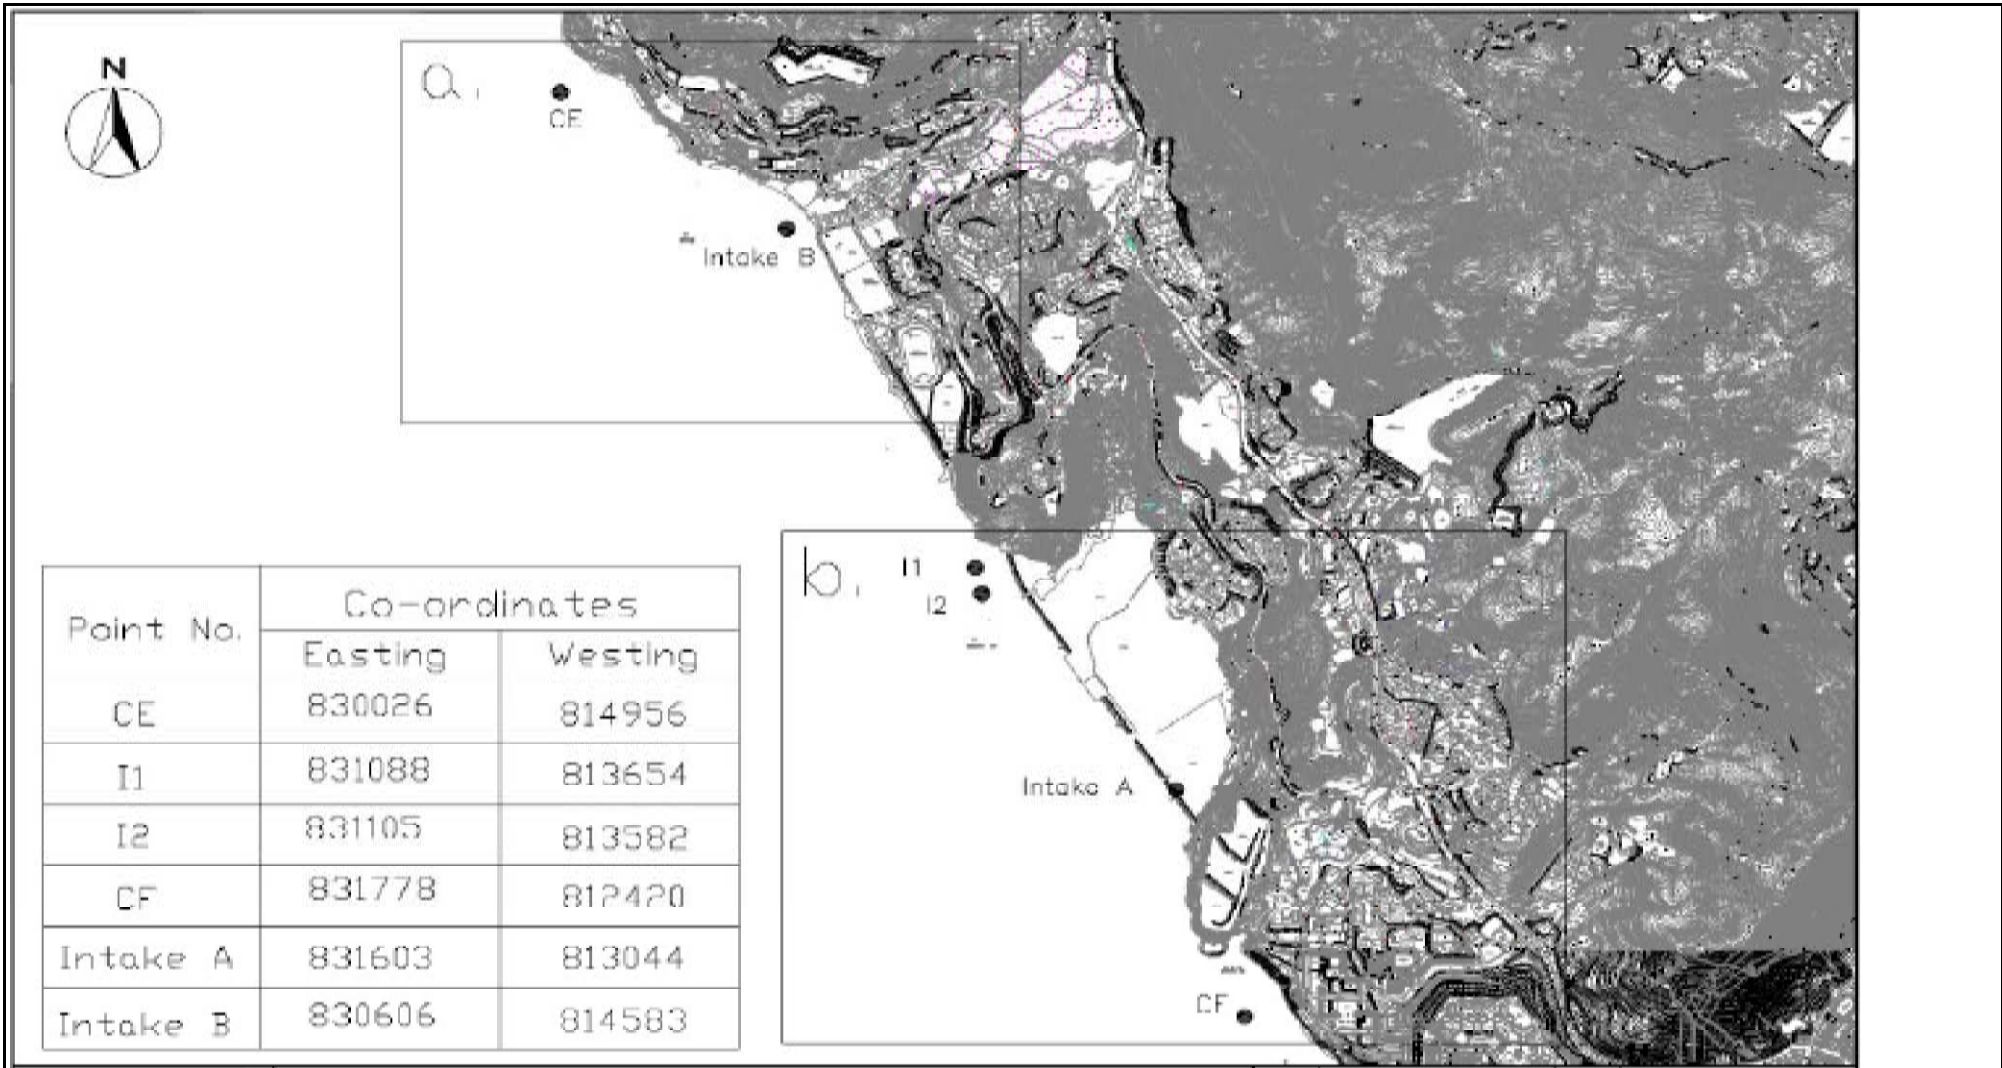 N
a.
CE
Intake B
b.
I1
I2
Intake A
CF
Point No. Co-ordinates
Easting Westing
CE 830026 814956
I1 831088 813654
I2 831105 813582
CF 831778 812420
Intake A 831603 813044
Intake B 830606 814583